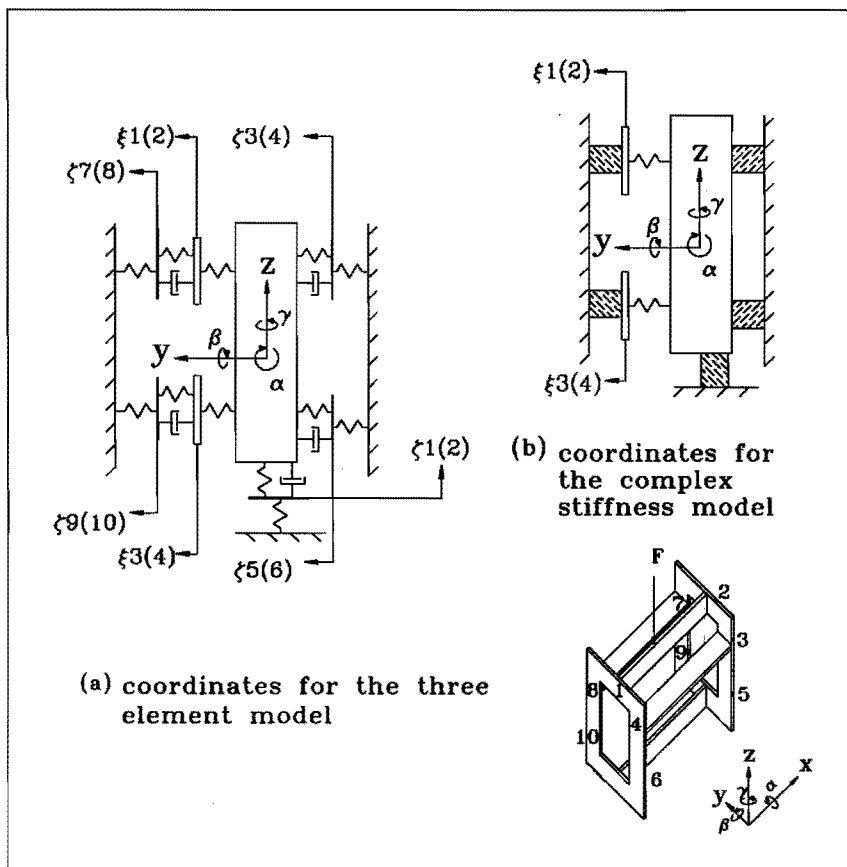 ξ1(2)
ζ3(4)
ζ7(8)
z
γ
β
y
α
ζ1(2)
ζ9(10)
ξ3(4)
ζ5(6)
(a) coordinates for the three
element model
ξ1(2)
z
γ
β
y
α
ξ3(4)
(b) coordinates for
the complex
stiffness model
F
2
7
3
9
8
1
5
4
10
6
z
x
α
γ
y
β